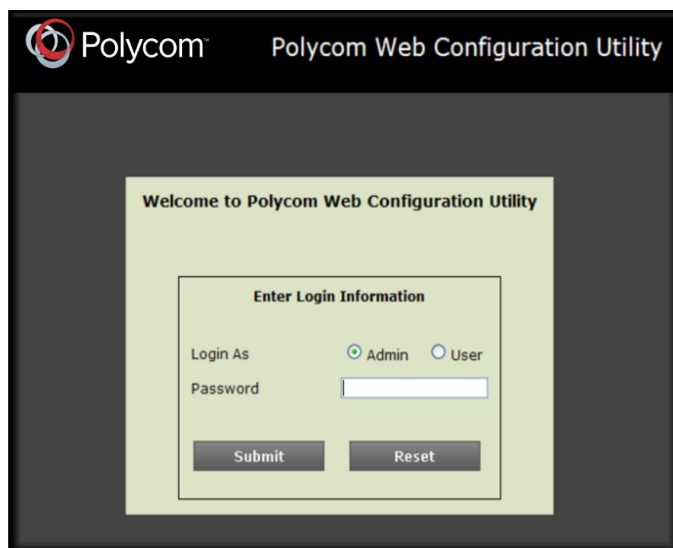 Polycom™ Polycom Web Configuration Utility
Welcome to Polycom Web Configuration Utility
Enter Login Information
Login As Admin User
Password
Submit Reset